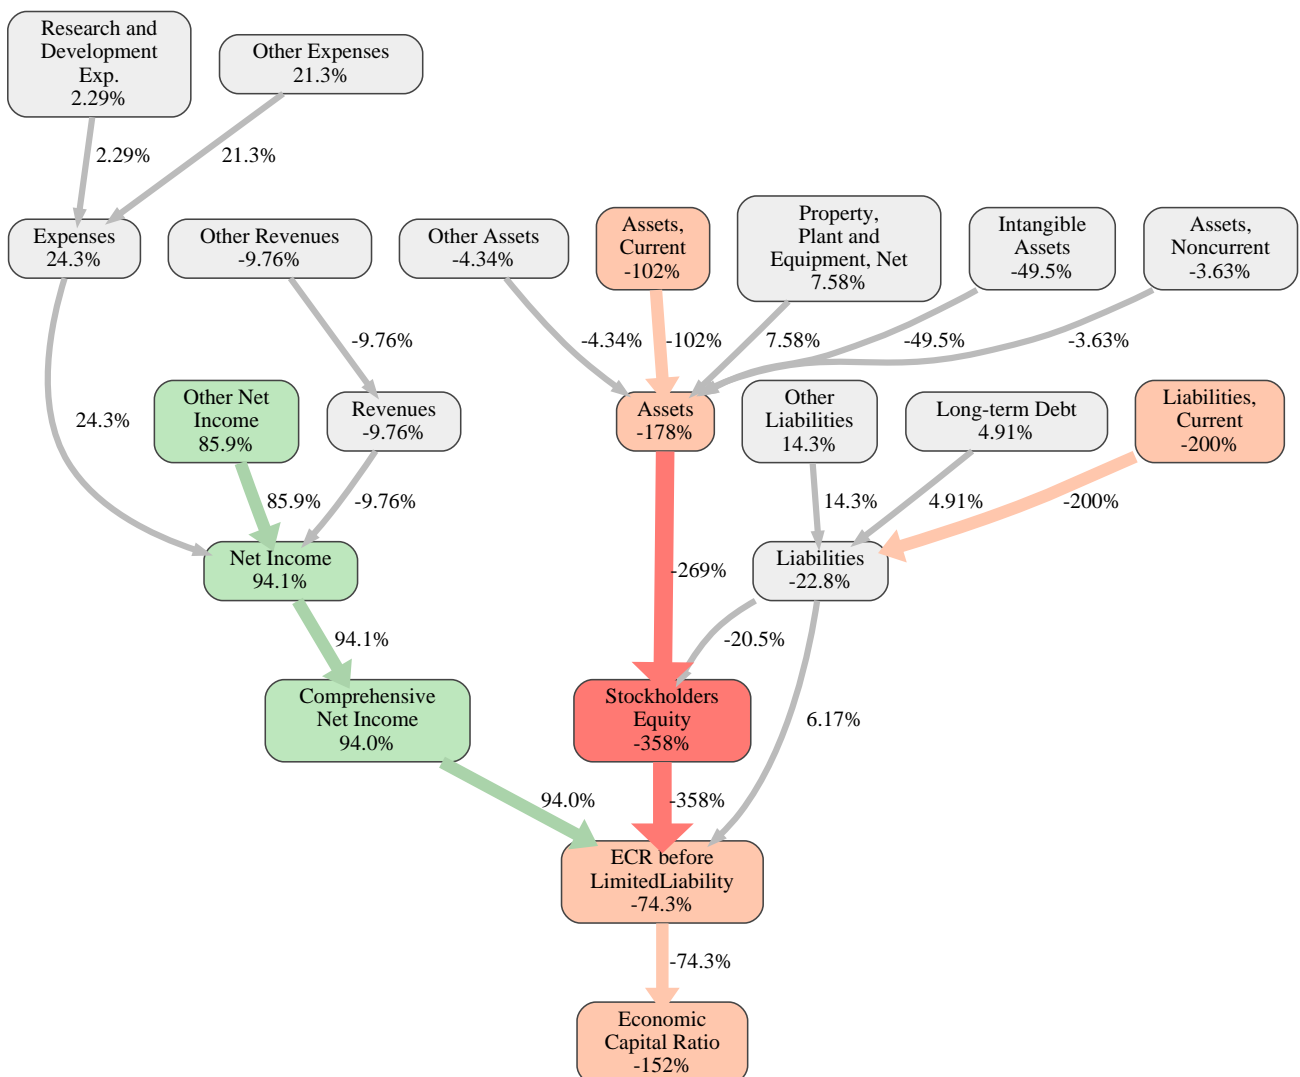 Research and
Development
Exp.
2.29%
Other Expenses
21.3%
2.29%
21.3%
Expenses
24.3%
Other Revenues
-9.76%
Other Assets
-4.34%
Assets,
Current
-102%
Property,
Plant and
Equipment, Net
7.58%
Intangible
Assets
-49.5%
Assets,
Noncurrent
-3.63%
-9.76%
-4.34%
-102%
7.58%
-49.5%
-3.63%
24.3%
Other Net
Income
85.9%
Revenues
-9.76%
Assets
-178%
Other
Liabilities
14.3%
Long-term Debt
4.91%
Liabilities,
Current
-200%
85.9%
-9.76%
14.3%
4.91%
-200%
Net Income
94.1%
-269%
Liabilities
-22.8%
94.1%
-20.5%
6.17%
Comprehensive
Net Income
94.0%
Stockholders
Equity
-358%
94.0%
-358%
ECR before
LimitedLiability
-74.3%
-74.3%
Economic
Capital Ratio
-152%